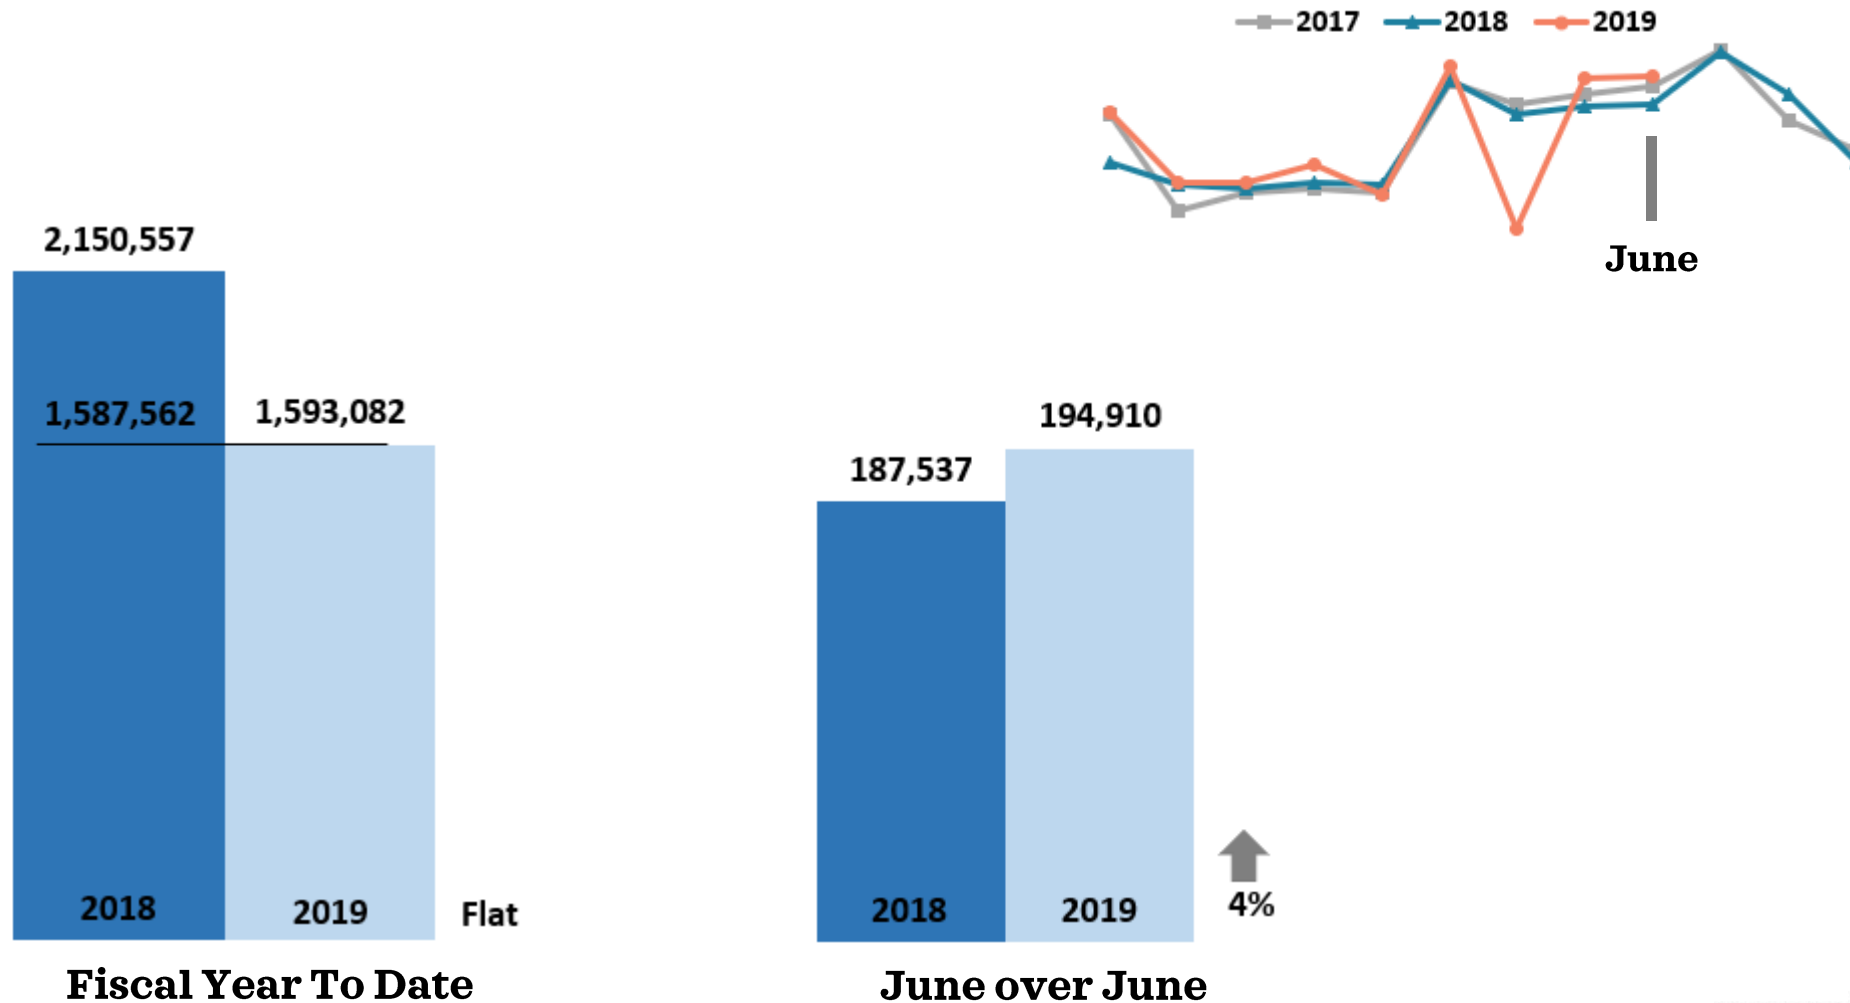 2017 2018 2019
June
2,150,557
1,587,562 1,593,082
2018 2019 Flat
Fiscal Year To Date
194,910
187,537
2018 2019 4%
June over June